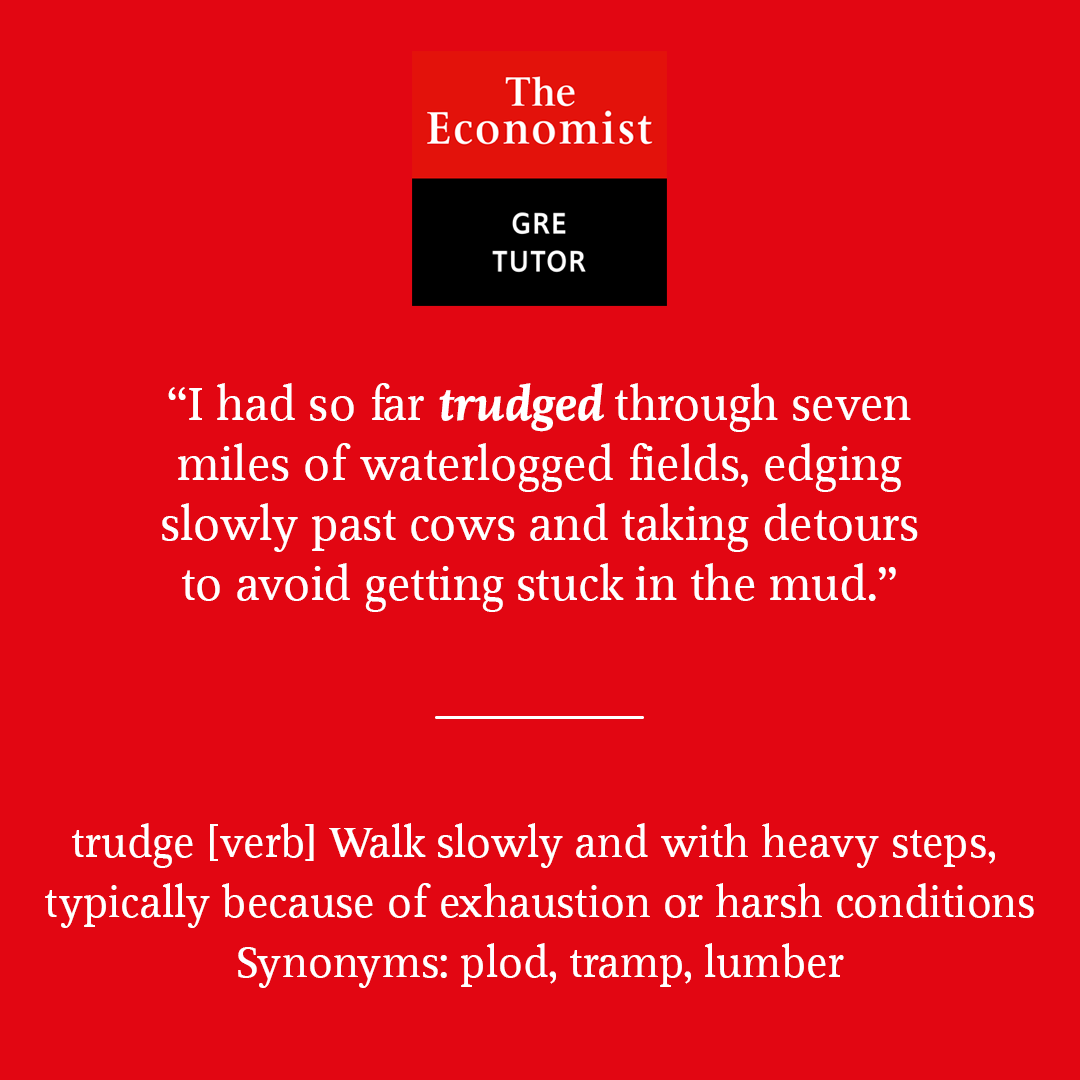 The
Economist
GRE
TUTOR
“I had so far trudged through seven
miles of waterlogged fields, edging
slowly past cows and taking detours
to avoid getting stuck in the mud.”
trudge [verb] Walk slowly and with heavy steps,
typically because of exhaustion or harsh conditions
Synonyms: plod, tramp, lumber